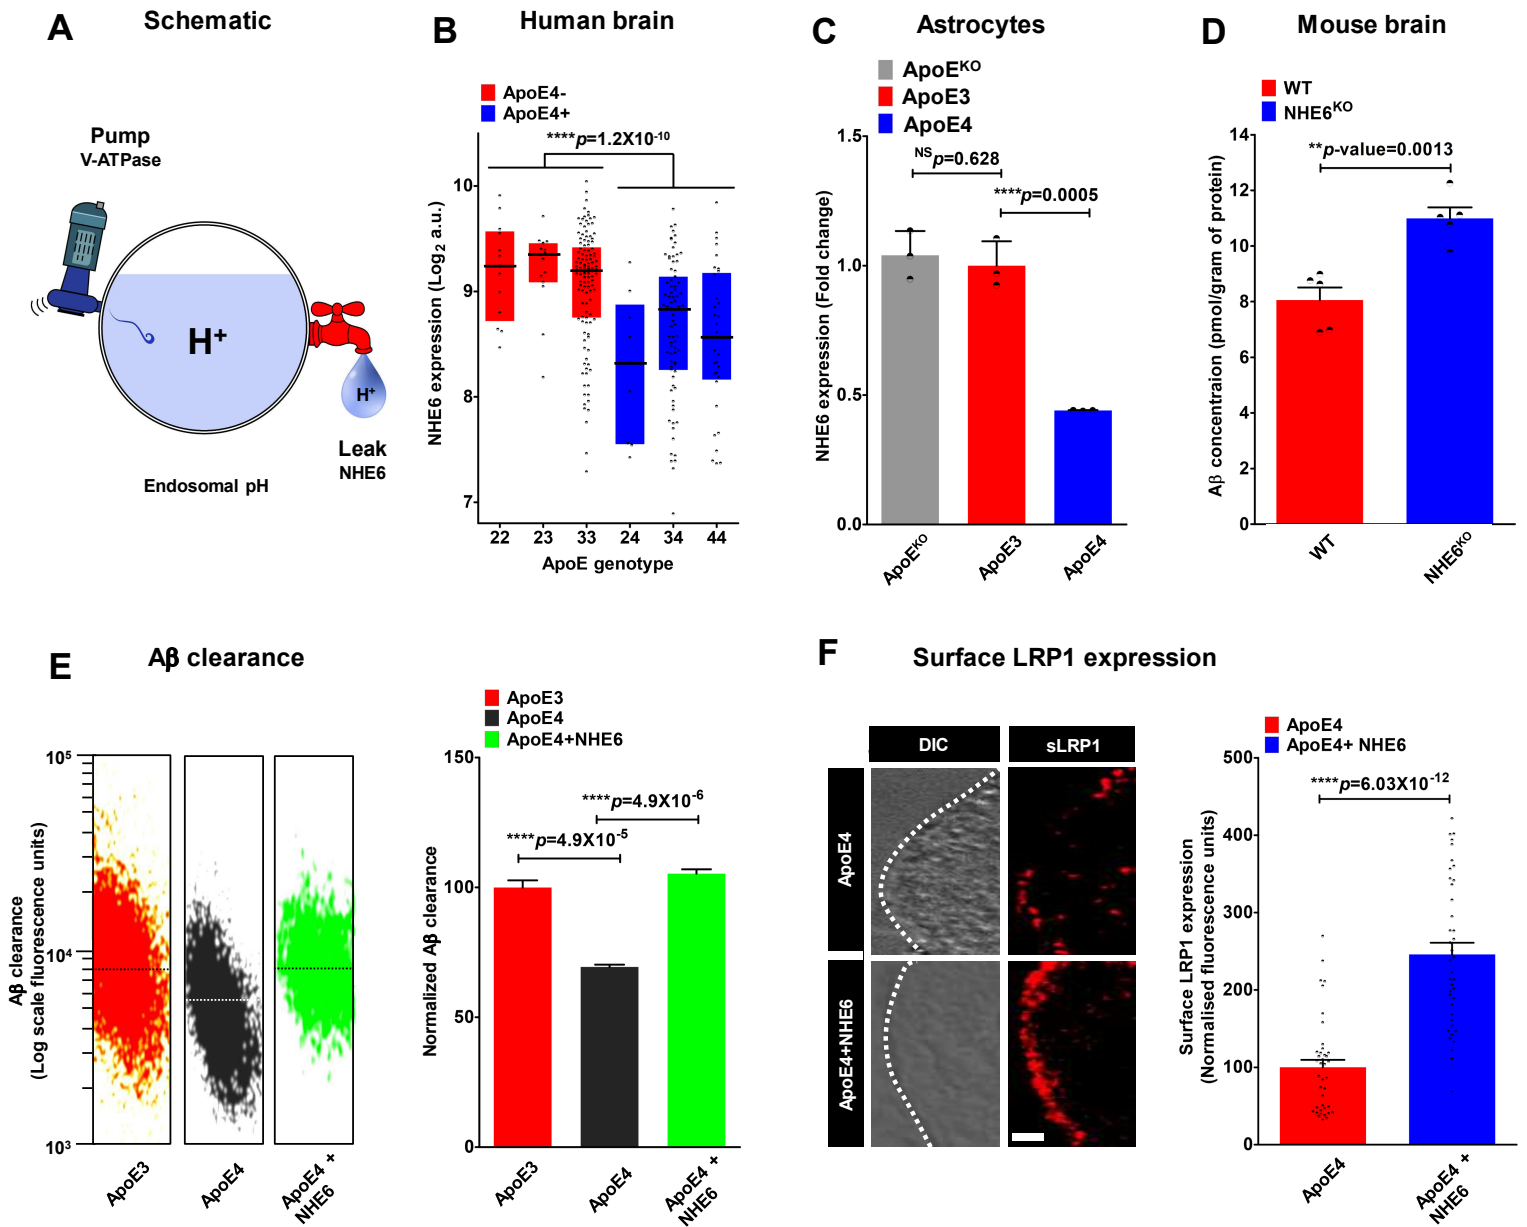 A
Schematic
Pump
V-ATPase
H⁺
H⁺
Leak
NHE6
Endosomal pH
B
Human brain
ApoE4-
ApoE4+
****p=1.2X10⁻¹⁰
NHE6 expression (Log₂ a.u.)
10
9
8
7
22 23 33 24 34 44
ApoE genotype
C
Astrocytes
ApoEᴷᴼ
ApoE3
ApoE4
NHE6 expression (Fold change)
1.5
1.0
0.5
0.0
ᴺˢp=0.628
****p=0.0005
ApoEᴷᴼ
ApoE3
ApoE4
D
Mouse brain
WT
NHE6ᴷᴼ
**p-value=0.0013
Aβ concentraion (pmol/gram of protein)
14
12
10
8
6
4
2
0
WT
NHE6ᴷᴼ
E
Aβ clearance
Aβ clearance
(Log scale fluorescence units)
10⁵
10⁴
10³
ApoE3
ApoE4
ApoE4 +
NHE6
ApoE3
ApoE4
ApoE4+NHE6
Normalized Aβ clearance
150
100
50
0
****p=4.9X10⁻⁵
****p=4.9X10⁻⁶
ApoE3
ApoE4
ApoE4 +
NHE6
F
Surface LRP1 expression
DIC
sLRP1
ApoE4
ApoE4+NHE6
ApoE4
ApoE4+ NHE6
****p=6.03X10⁻¹²
Surface LRP1 expression
(Normalised fluorescence units)
500
400
300
200
100
0
ApoE4
ApoE4 +
NHE6